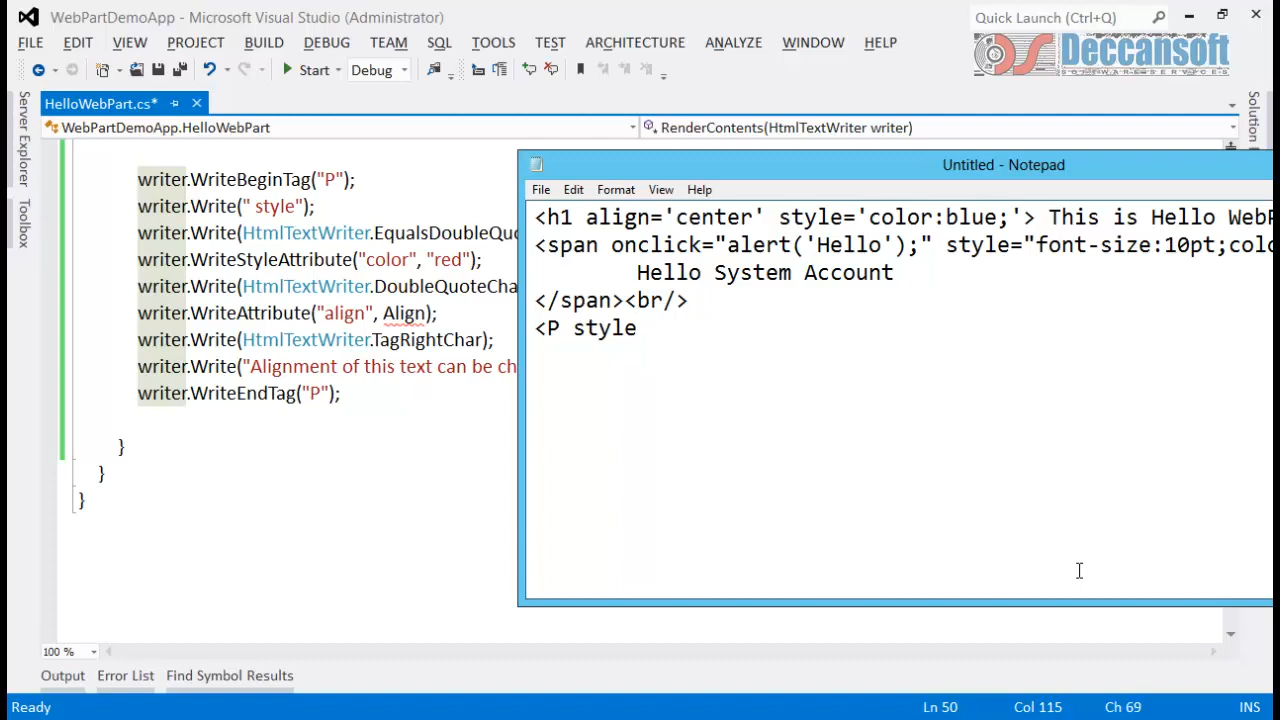 WebPartDemoApp - Microsoft Visual Studio (Administrator)
Quick Launch (Ctrl+Q)
FILE EDIT VIEW PROJECT BUILD DEBUG TEAM SQL TOOLS TEST ARCHITECTURE ANALYZE WINDOW HELP
DS Deccansoft
SOFTWARE SERVICES
Start Debug
HelloWebPart.cs*
WebPartDemoApp.HelloWebPart
RenderContents(HtmlTextWriter writer)
Server Explorer
Toolbox
Solution
writer.WriteBeginTag("P");
writer.Write(" style");
writer.Write(HtmlTextWriter.EqualsDoubleQuo
writer.WriteStyleAttribute("color", "red");
writer.Write(HtmlTextWriter.DoubleQuoteCha
writer.WriteAttribute("align", Align);
writer.Write(HtmlTextWriter.TagRightChar);
writer.Write("Alignment of this text can be ch
writer.WriteEndTag("P");
}
}
}
Untitled - Notepad
File Edit Format View Help
<h1 align='center' style='color:blue;'> This is Hello WebP
<span onclick="alert('Hello');" style="font-size:10pt;colo
Hello System Account
</span><br/>
<P style
100 %
Output Error List Find Symbol Results
Ready Ln 50 Col 115 Ch 69 INS